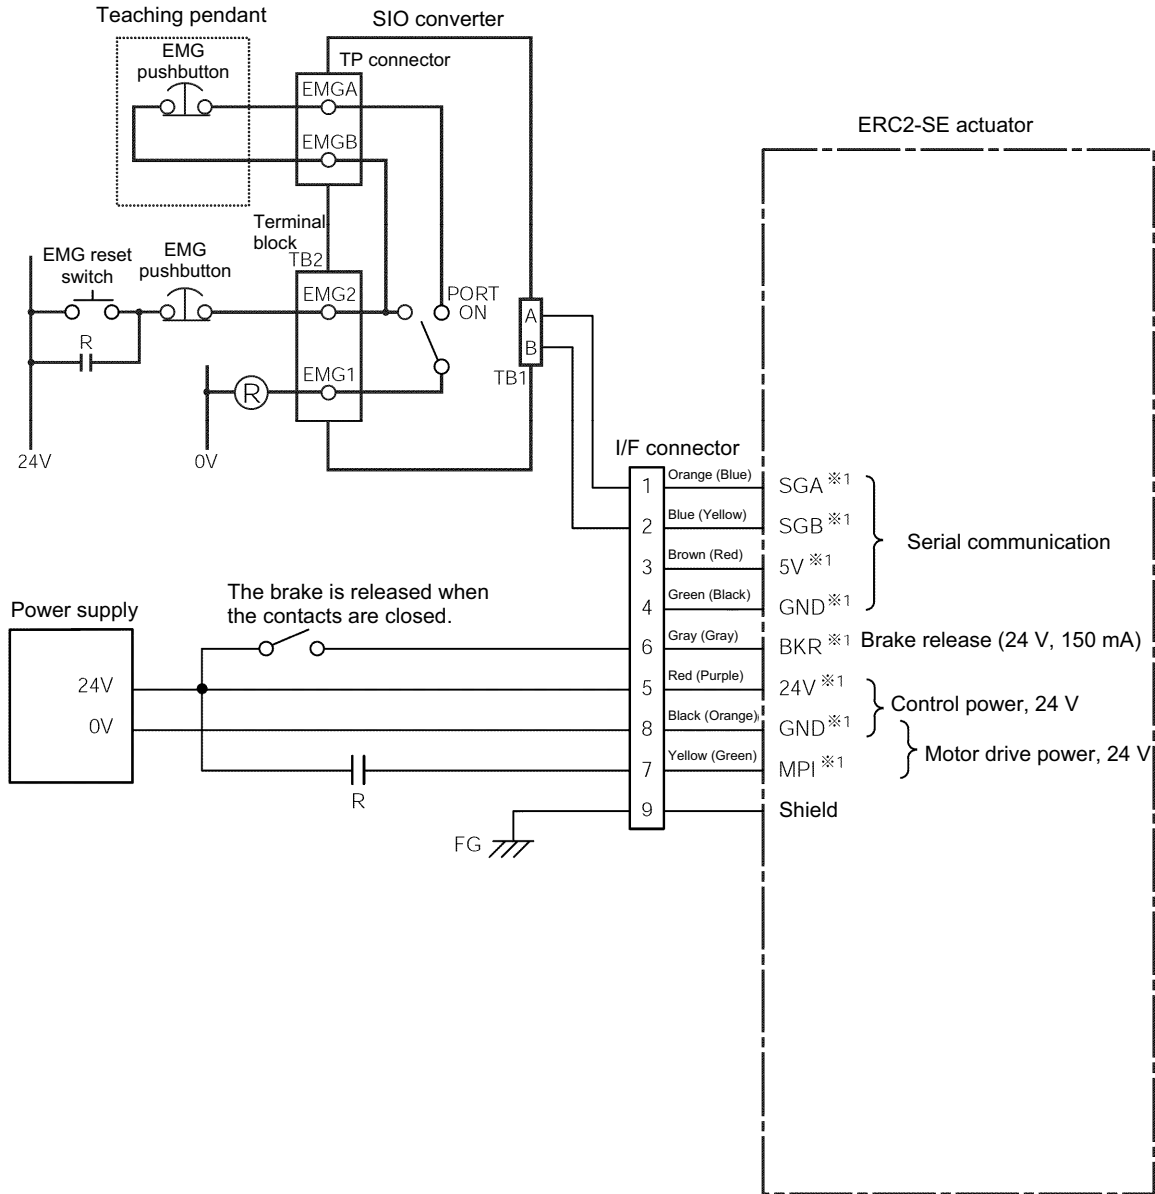 Teaching pendant
SIO converter
EMG
pushbutton
TP connector
EMGA
EMGB
ERC2-SE actuator
Terminal
block
TB2
EMG reset
switch
EMG
pushbutton
EMG2
PORT
ON
A
B
TB1
R
EMG1
R
24V
0V
I/F connector
1
Orange (Blue)
SGA ※1
2
Blue (Yellow)
SGB ※1
Serial communication
3
Brown (Red)
5V ※1
4
Green (Black)
GND ※1
The brake is released when
the contacts are closed.
6
Gray (Gray)
BKR ※1
Brake release (24 V, 150 mA)
Power supply
24V
5
Red (Purple)
24V ※1
Control power, 24 V
0V
8
Black (Orange)
GND ※1
Motor drive power, 24 V
R
7
Yellow (Green)
MPI ※1
9
Shield
FG